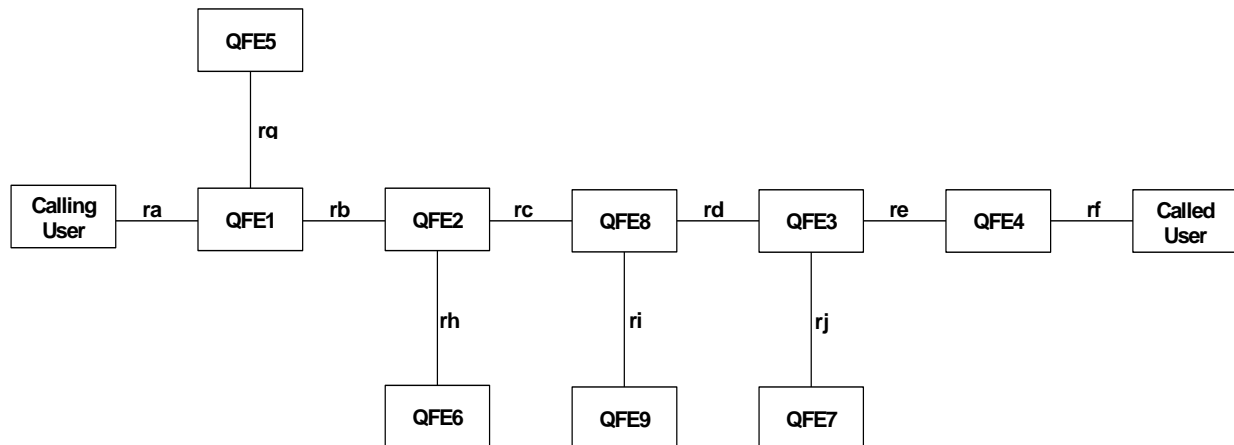 QFE5
rg
Calling
User
ra
QFE1
rb
QFE2
rc
QFE8
rd
QFE3
re
QFE4
rf
Called
User
rh
ri
rj
QFE6
QFE9
QFE7